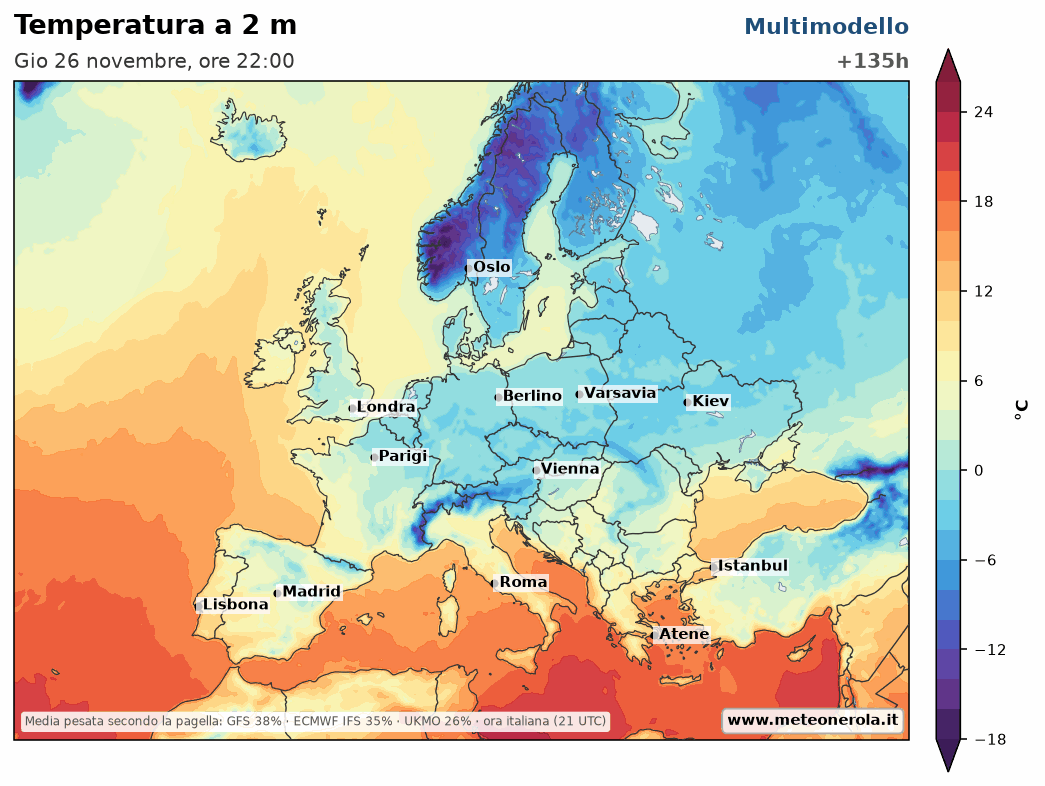 Temperatura a 2 m
Multimodello
Gio 26 novembre, ore 22:00
+135h
24
18
12
6
0
−6
−12
−18
°C
Oslo
Londra
Berlino
Varsavia
Kiev
Parigi
Vienna
Istanbul
Roma
Madrid
Lisbona
Atene
Media pesata secondo la pagella: GFS 38% · ECMWF IFS 35% · UKMO 26% · ora italiana (21 UTC)
www.meteonerola.it